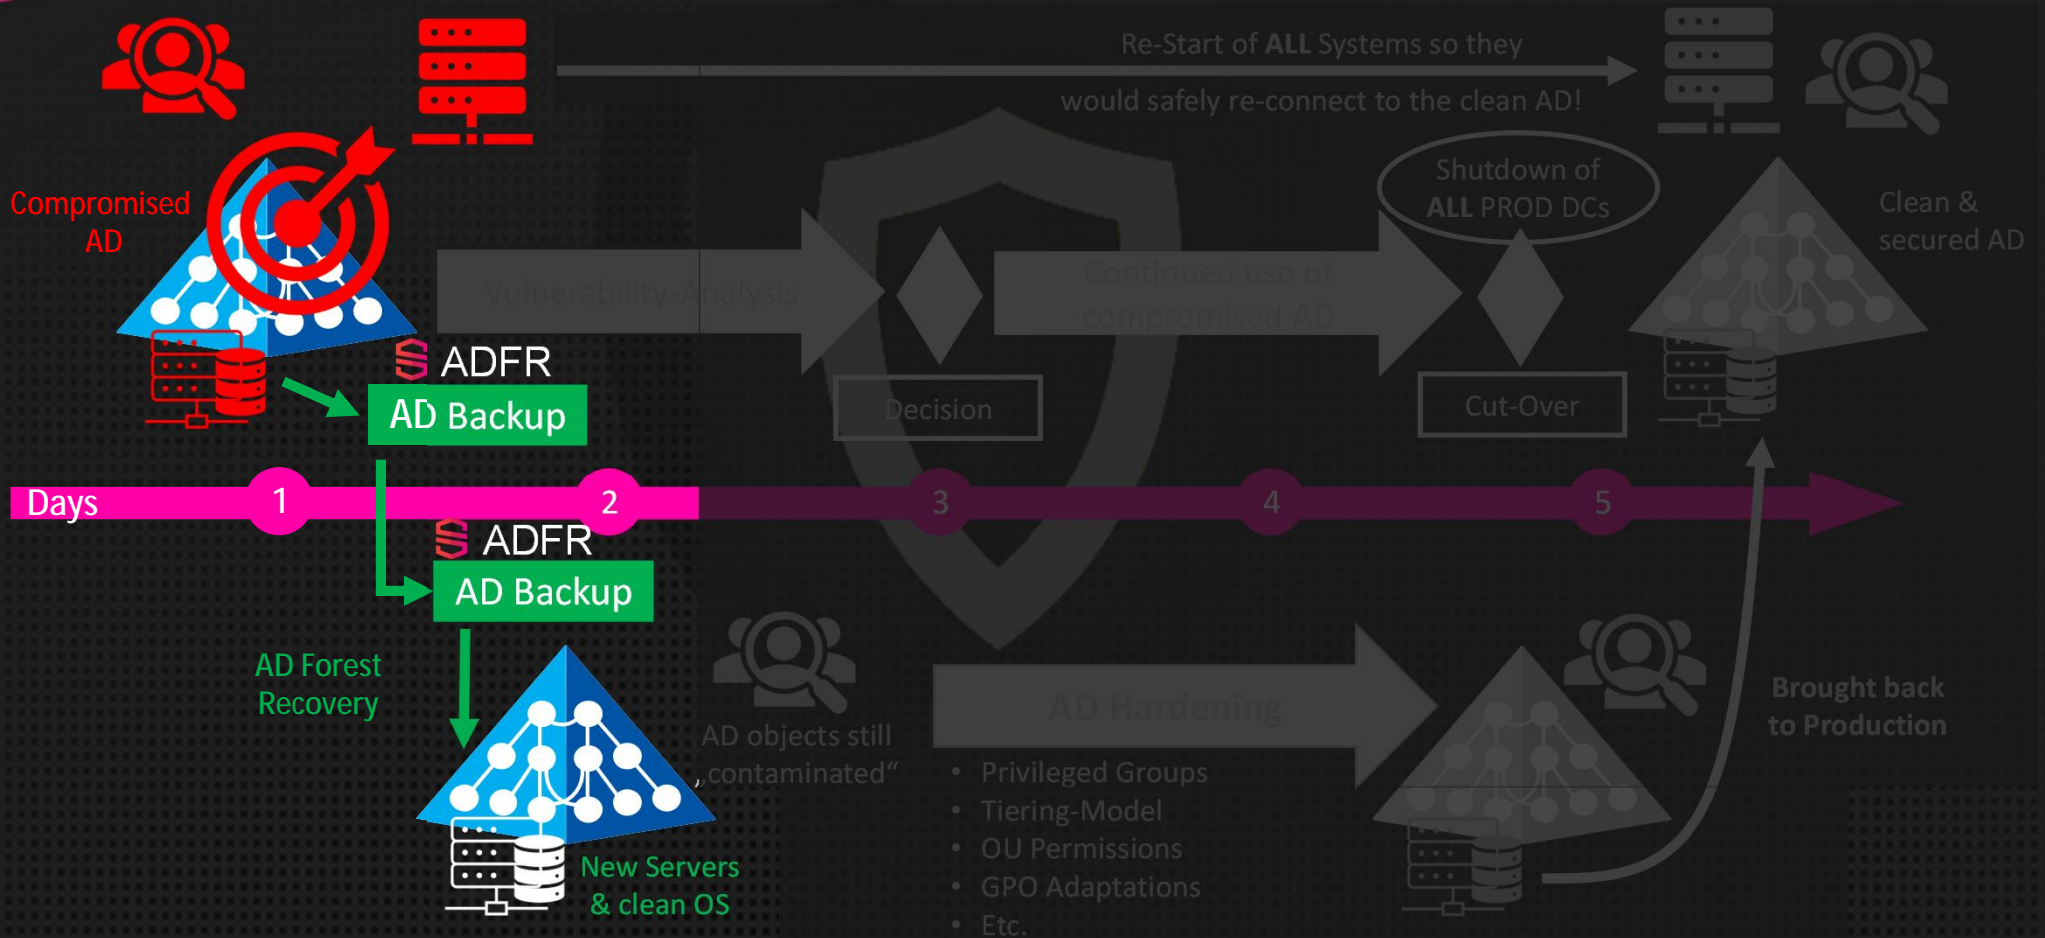 Re-Start of ALL Systems so they
would safely re-connect to the clean AD!
Compromised
AD
Shutdown of
ALL PROD DCs
Clean &
secured AD
Vulnerability-Analysis
Continued use of
compromised AD
ADFR
AD Backup
Decision
Cut-Over
Days
1
2
3
4
5
ADFR
AD Backup
AD Forest
Recovery
AD objects still
„contaminated“
AD Hardening
• Privileged Groups
• Tiering-Model
• OU Permissions
• GPO Adaptations
• Etc.
Brought back
to Production
New Servers
& clean OS